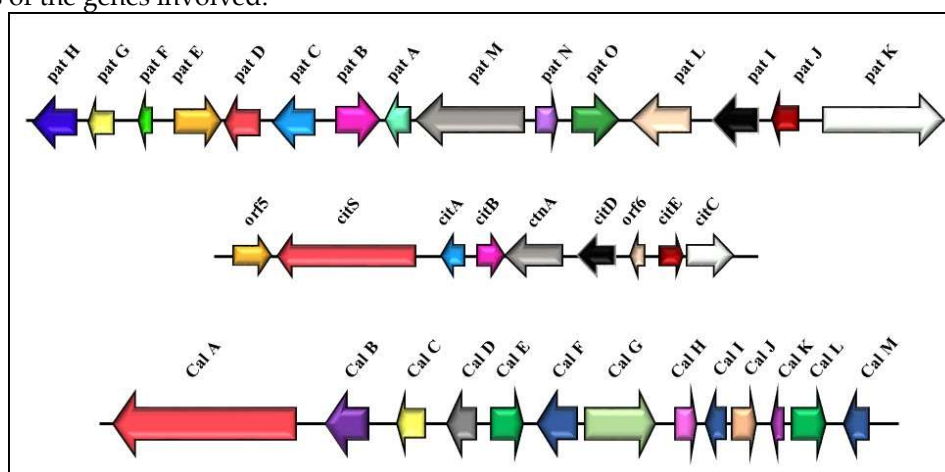 of the genes involved.
pat H pat G pat F pat E pat D pat C pat B pat A pat M pat N pat O pat L pat I pat J pat K
orf5 citS citA citB ctnA citD orf6 citE citC
Cal A Cal B Cal C Cal D Cal E Cal F Cal G Cal H Cal I Cal J Cal K Cal L Cal M